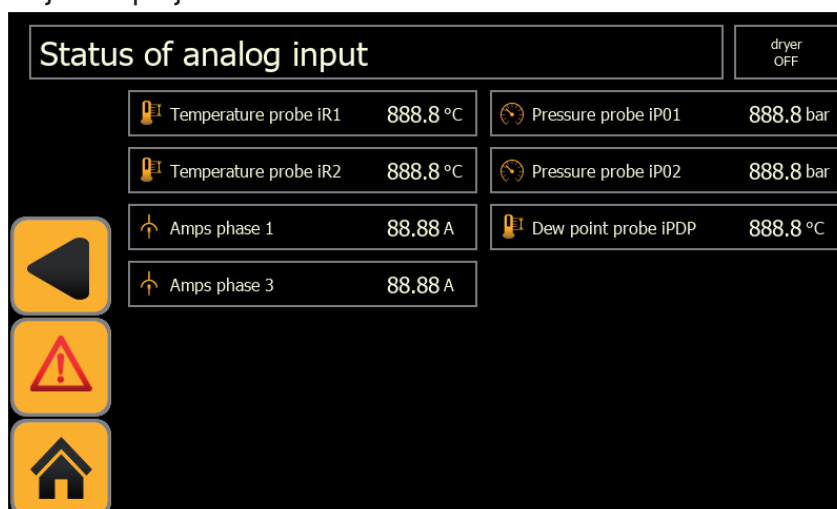 Status of analog input
dryer
OFF
Temperature probe iR1 888.8 °C
Pressure probe iP01 888.8 bar
Temperature probe iR2 888.8 °C
Pressure probe iP02 888.8 bar
Amps phase 1 88.88 A
Dew point probe iPDP 888.8 °C
Amps phase 3 88.88 A